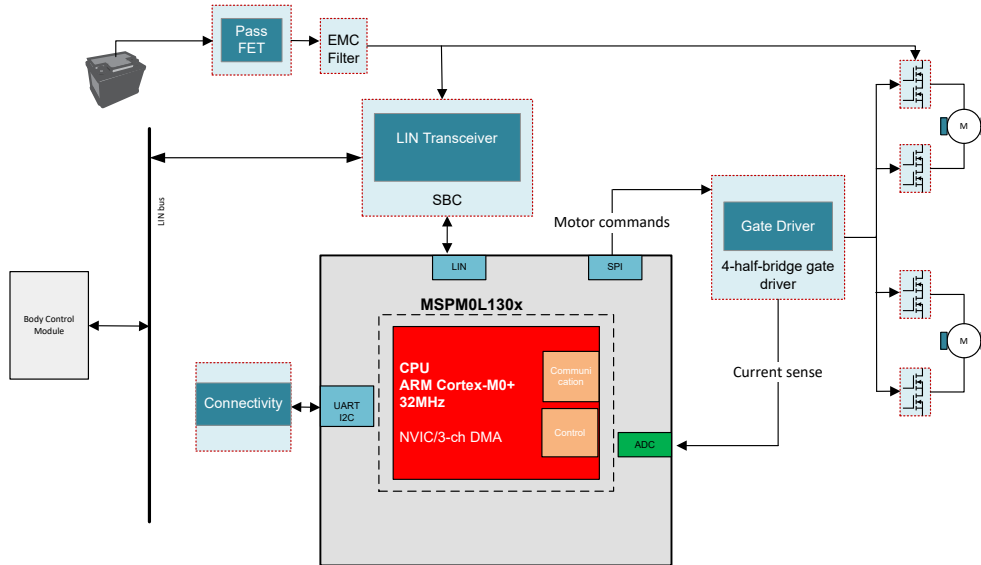 Pass
FET
EMC
Filter
LIN Transceiver
SBC
LIN bus
Motor commands
Gate Driver
4-half-bridge gate
driver
M
M
LIN
SPI
MSPM0L130x
Body Control
Module
CPU
ARM Cortex-M0+
32MHz
NVIC/3-ch DMA
Communi
cation
Control
Connectivity
UART
I2C
ADC
Current sense